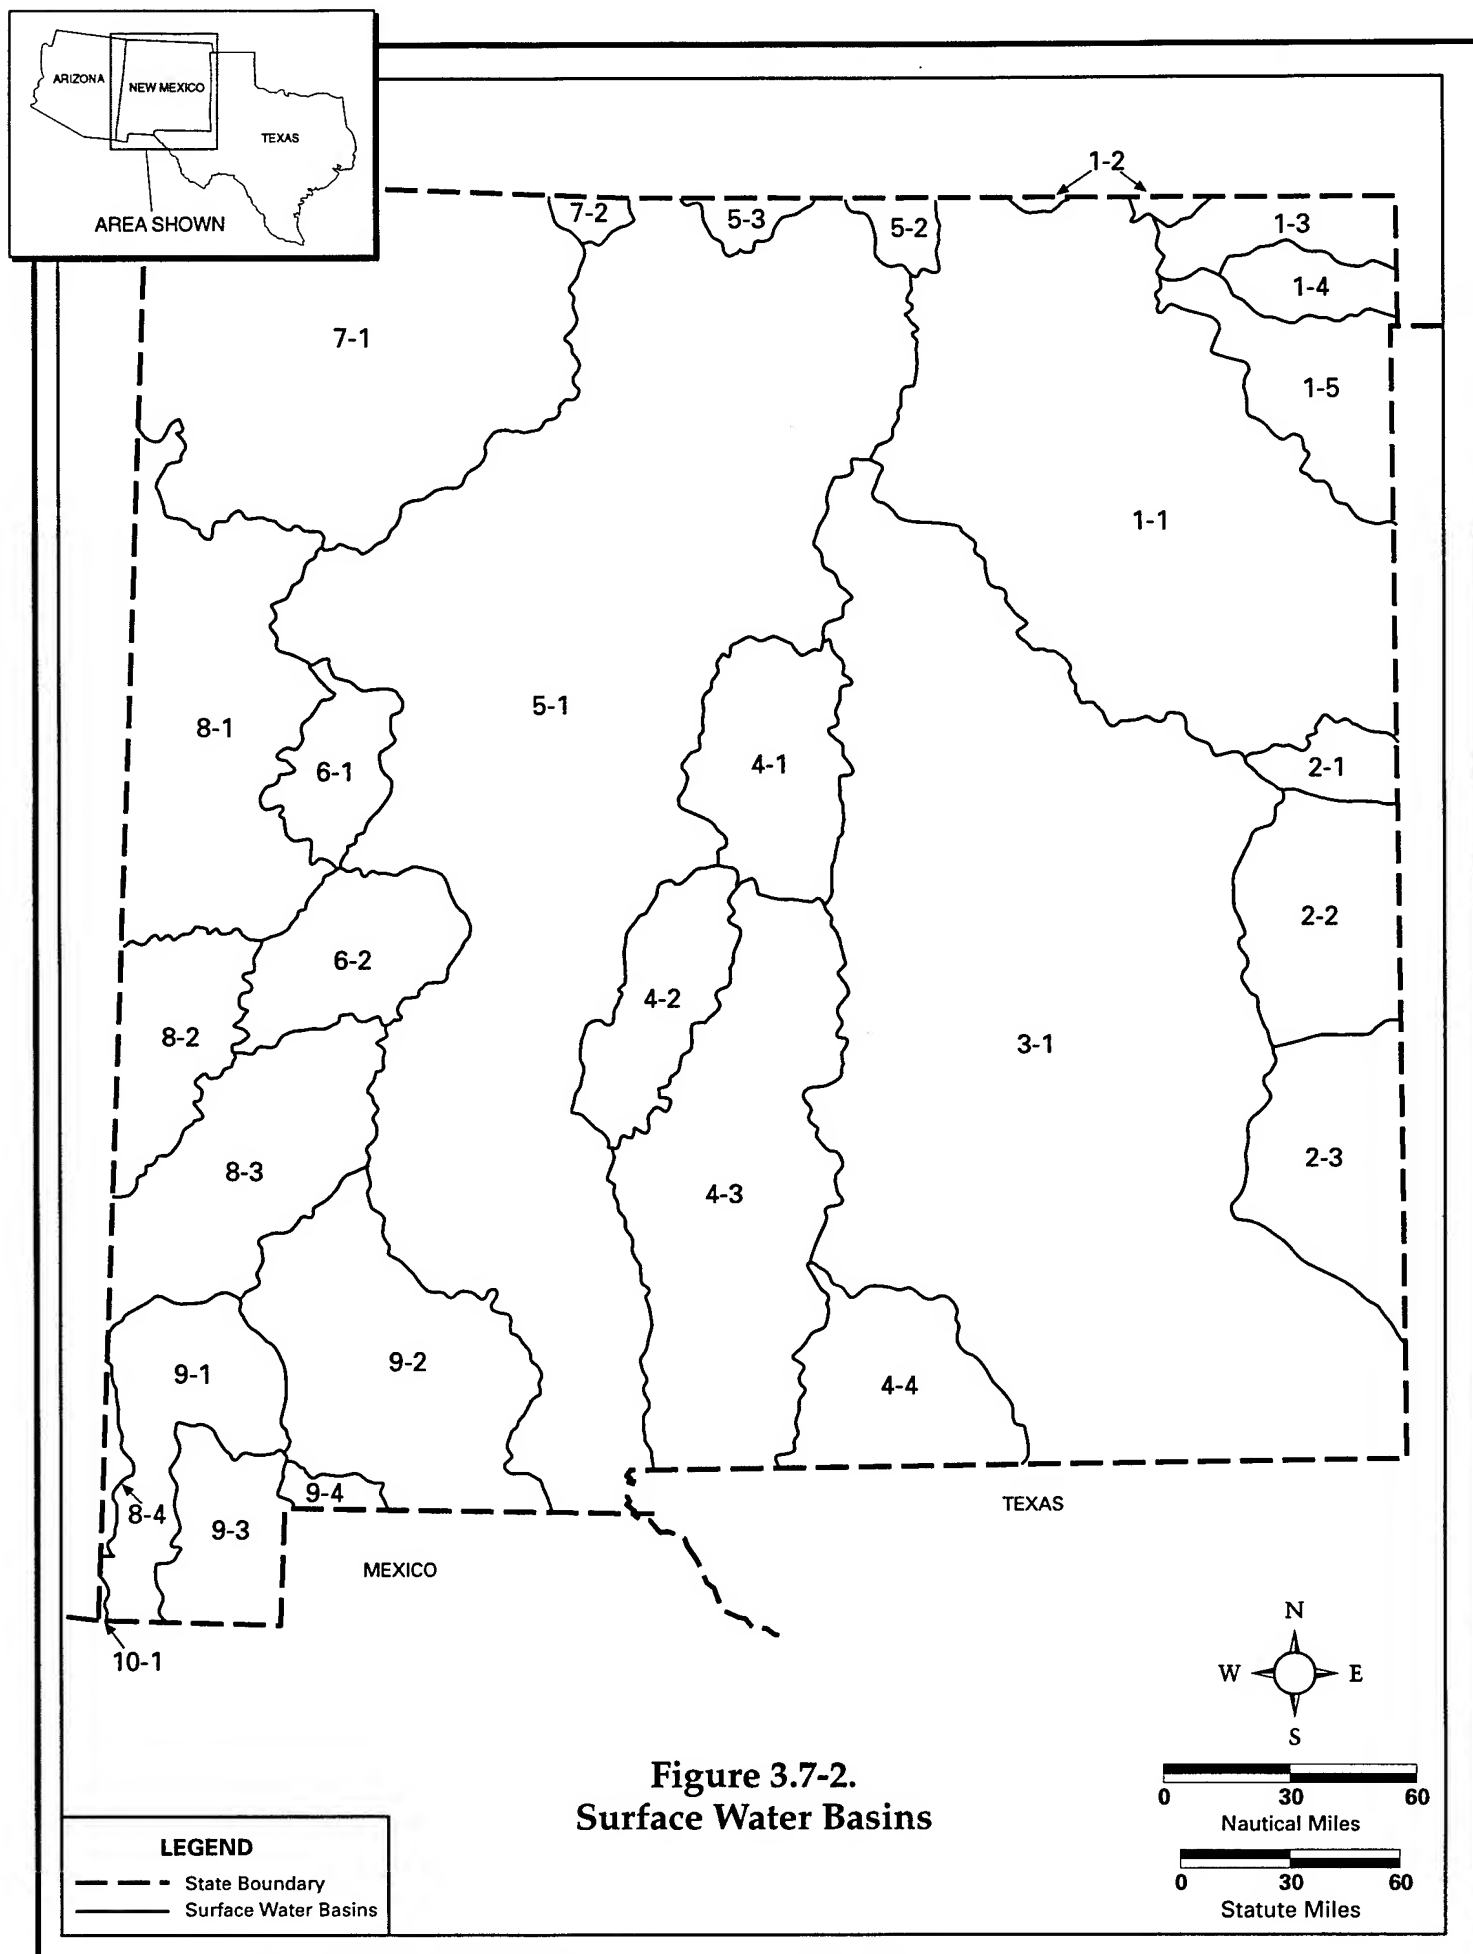 ARIZONA
NEW MEXICO
TEXAS
AREA SHOWN
1-2
7-2
5-3
5-2
1-3
1-4
7-1
1-5
1-1
5-1
8-1
4-1
2-1
6-1
2-2
6-2
4-2
8-2
3-1
2-3
8-3
4-3
9-2
9-1
4-4
9-4
TEXAS
8-4
9-3
MEXICO
10-1
N
W E
S
Figure 3.7-2.
Surface Water Basins
0 30 60
Nautical Miles
0 30 60
Statute Miles
LEGEND
State Boundary
Surface Water Basins